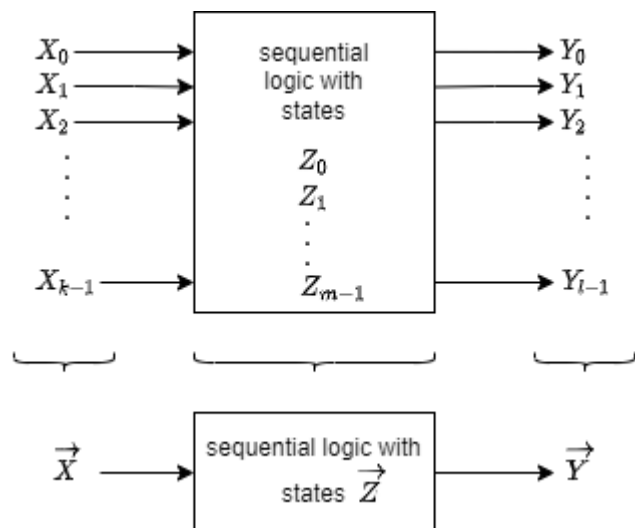 X₀ sequential Y₀
X₁ logic with Y₁
X₂ states Y₂
Z₀
Z₁
Xₖ₋₁ Zₘ₋₁ Yₗ₋₁
X⃗ sequential logic with Y⃗
states Z⃗